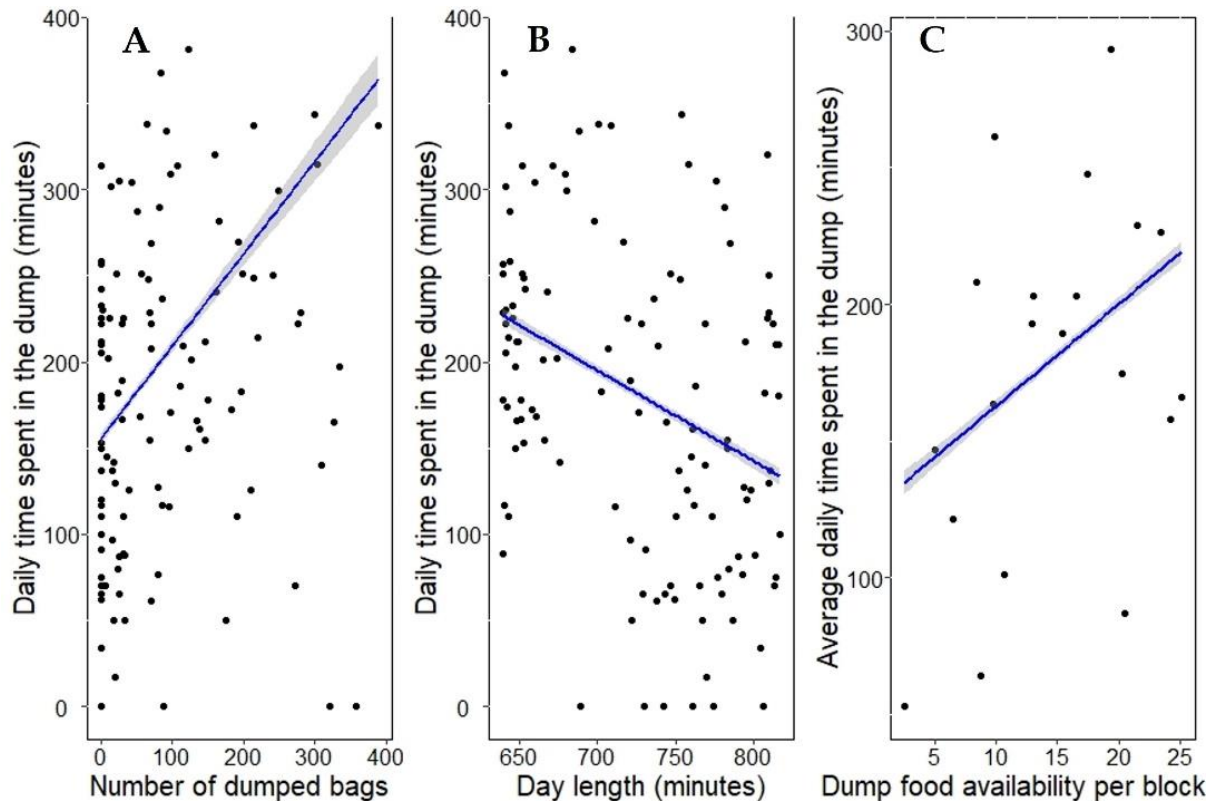 A
Daily time spent in the dump (minutes)
400
300
200
100
0
0 100 200 300 400
Number of dumped bags
B
Daily time spent in the dump (minutes)
400
300
200
100
0
650 700 750 800
Day length (minutes)
C
Average daily time spent in the dump (minutes)
300
200
100
5 10 15 20 25
Dump food availability per block